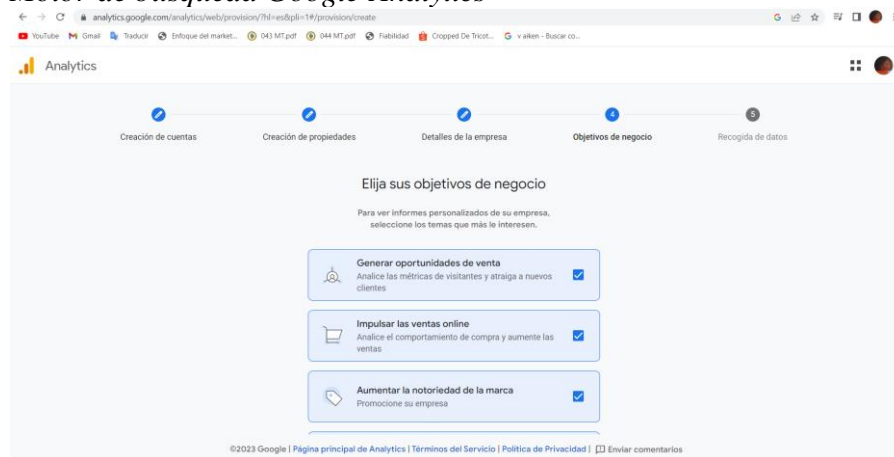 Motor de búsqueda Google Analytics
analytics.google.com/analytics/web/provision/?hl=es&pli=1#/provision/create
YouTube Gmail Traducir Enfoque del market... 043 MT.pdf 044 MT.pdf Fiabilidad Cropped De Tricot... v aiken - Buscar co...
Analytics
4 5
Creación de cuentas Creación de propiedades Detalles de la empresa Objetivos de negocio Recogida de datos
Elija sus objetivos de negocio
Para ver informes personalizados de su empresa,
seleccione los temas que más le interesen.
Generar oportunidades de venta
Analice las métricas de visitantes y atraiga a nuevos
clientes
Impulsar las ventas online
Analice el comportamiento de compra y aumente las
ventas
Aumentar la notoriedad de la marca
Promocione su empresa
©2023 Google | Página principal de Analytics | Términos del Servicio | Política de Privacidad | Enviar comentarios